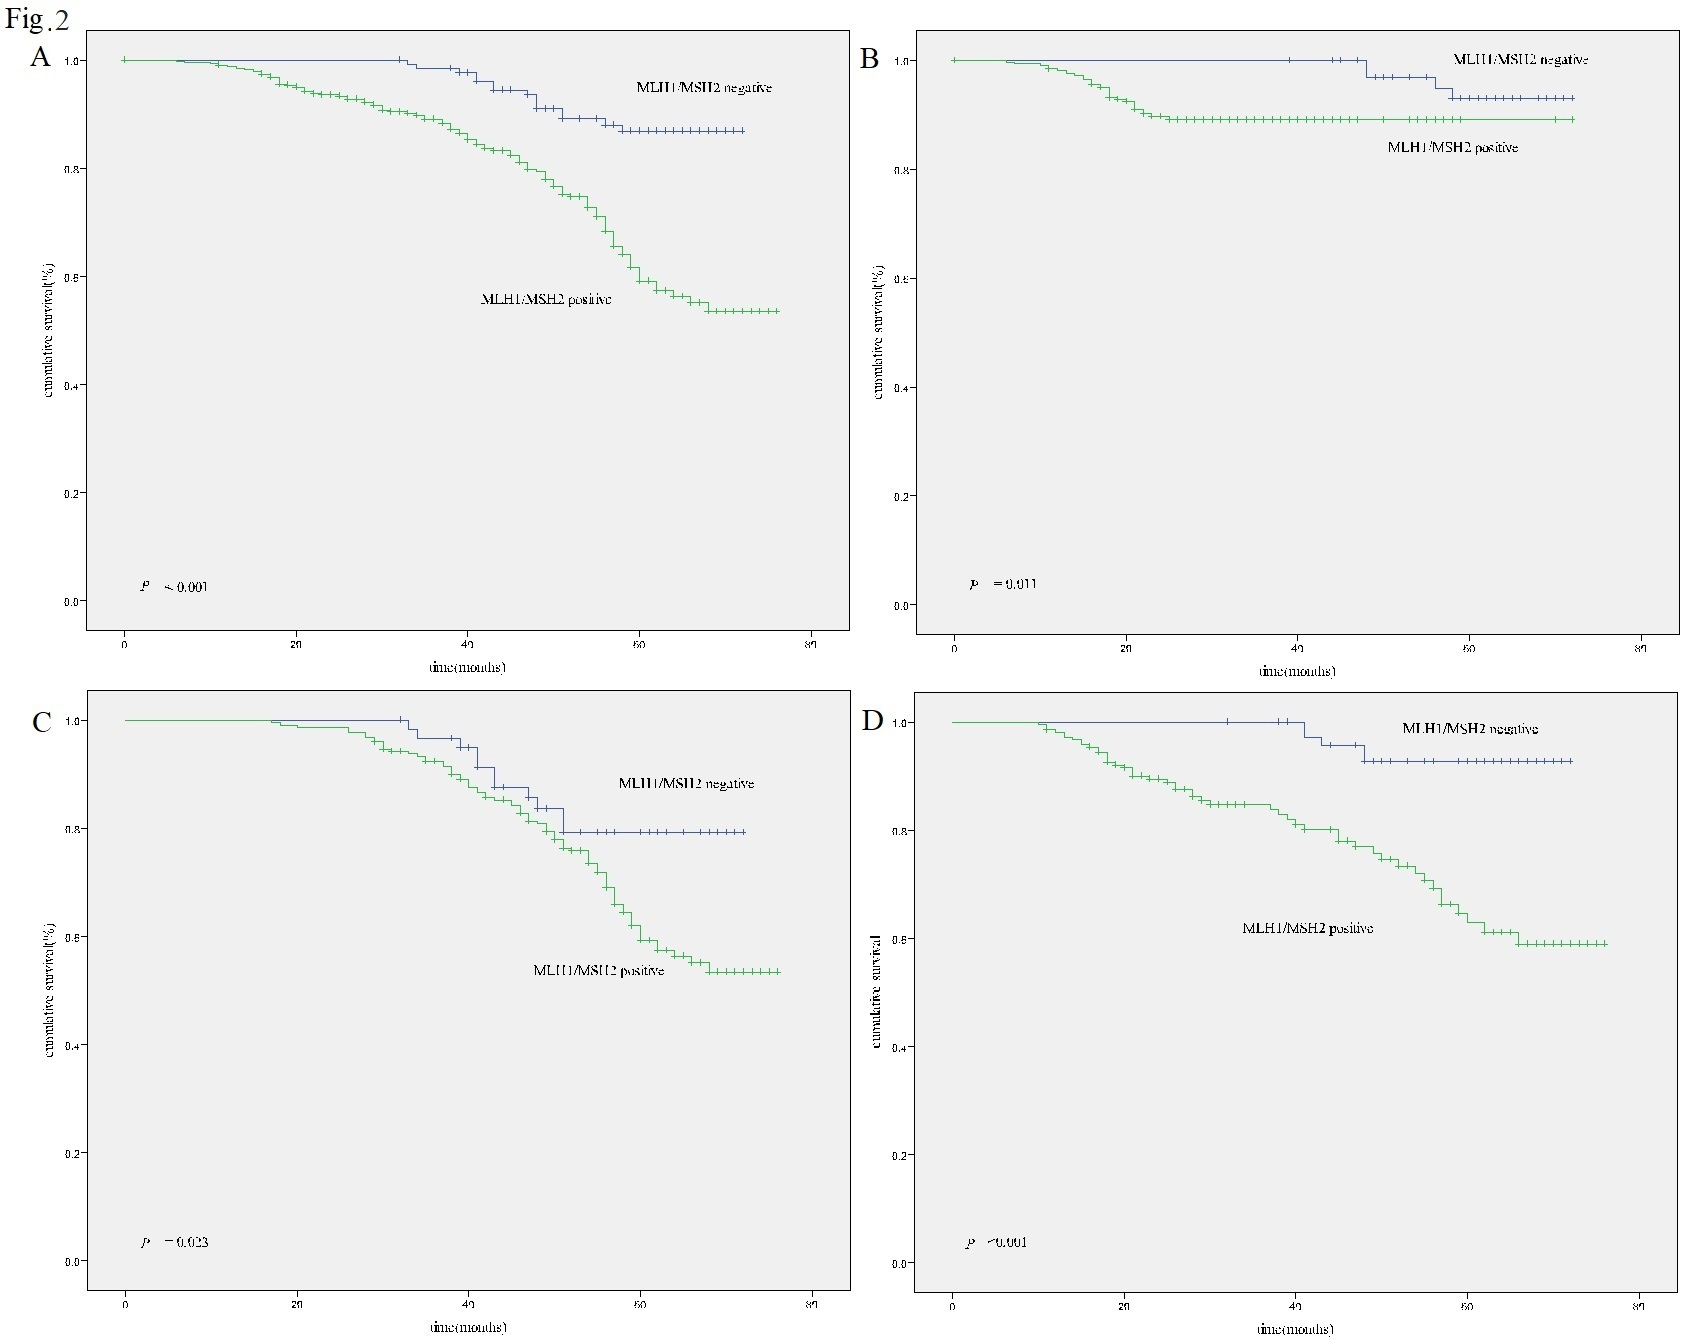 Fig.2
A
1.0
0.8
0.6
0.4
0.2
0.0
cumulative survival(%)
MLH1/MSH2 negative
MLH1/MSH2 positive
P < 0.001
0 20 40 60 80
time(months)
B
1.0
0.8
0.6
0.4
0.2
0.0
cumulative survival(%)
MLH1/MSH2 negative
MLH1/MSH2 positive
P = 0.011
0 20 40 60 80
time(months)
C
1.0
0.8
0.6
0.4
0.2
0.0
cumulative survival(%)
MLH1/MSH2 negative
MLH1/MSH2 positive
P = 0.023
0 20 40 60 80
time(months)
D
1.0
0.8
0.6
0.4
0.2
0.0
cumulative survival
MLH1/MSH2 negative
MLH1/MSH2 positive
P <0.001
0 20 40 60 80
time(months)